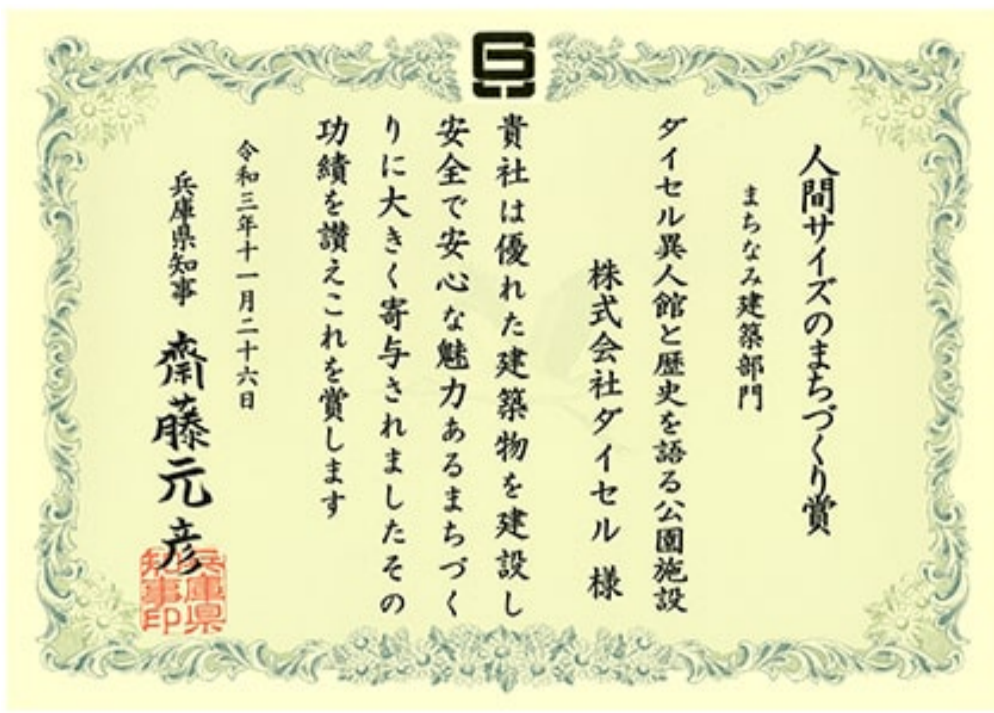 人間サイズのまちづくり賞
まちなみ建築部門
ダイセル異人館と歴史を語る公園施設
株式会社ダイセル 様
貴社は優れた建築物を建設し
安全で安心な魅力あるまちづく
りに大きく寄与されましたその
功績を讃えこれを賞します
令和三年十一月二十六日
兵庫県知事 齋藤元彦
兵庫県
知事印